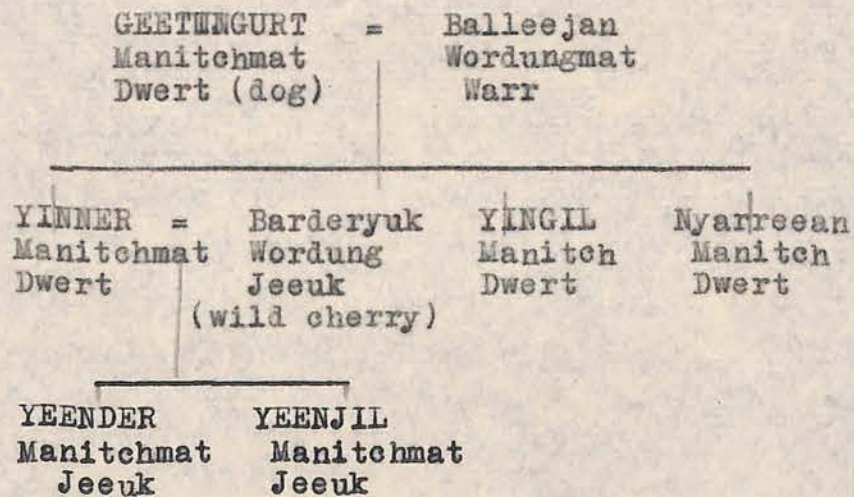 GEETUNGURT = Balleejan
Manitchmat Wordungmat
Dwert (dog) Warr
YINNER = Barderyuk YINGIL Nyarreean
Manitchmat Wordung Manitch Manitch
Dwert Jeeuk Dwert Dwert
(wild cherry)
YEENDER YEENJIL
Manitchmat Manitchmat
Jeeuk Jeeuk